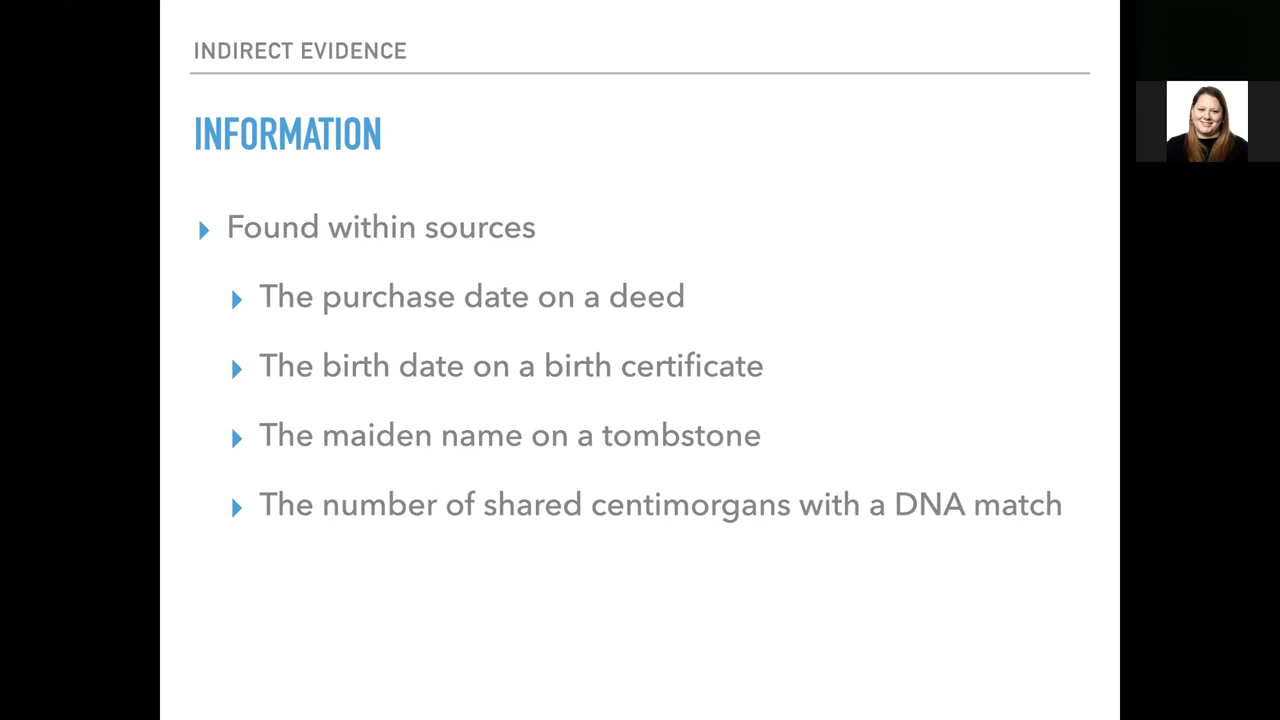 INDIRECT EVIDENCE
INFORMATION
Found within sources
The purchase date on a deed
The birth date on a birth certificate
The maiden name on a tombstone
The number of shared centimorgans with a DNA match